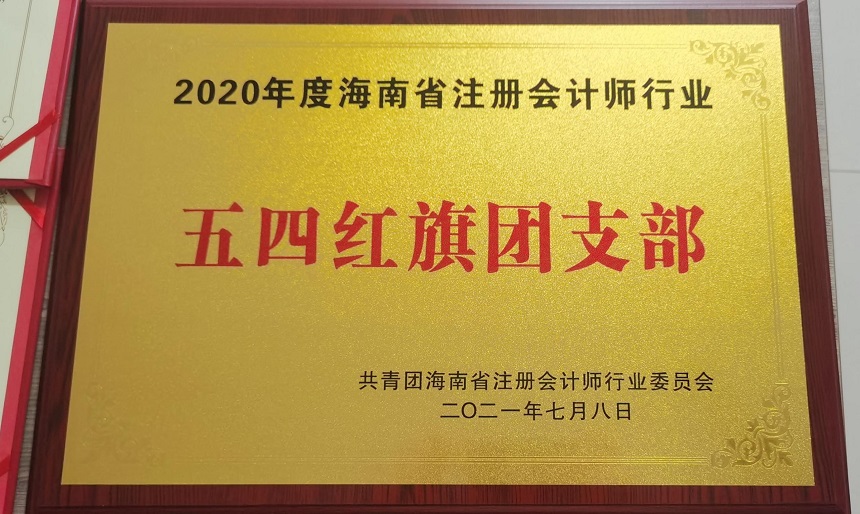 2020年度海南省注册会计师行业
五四红旗团支部
共青团海南省注册会计师行业委员会
二〇二一年七月八日